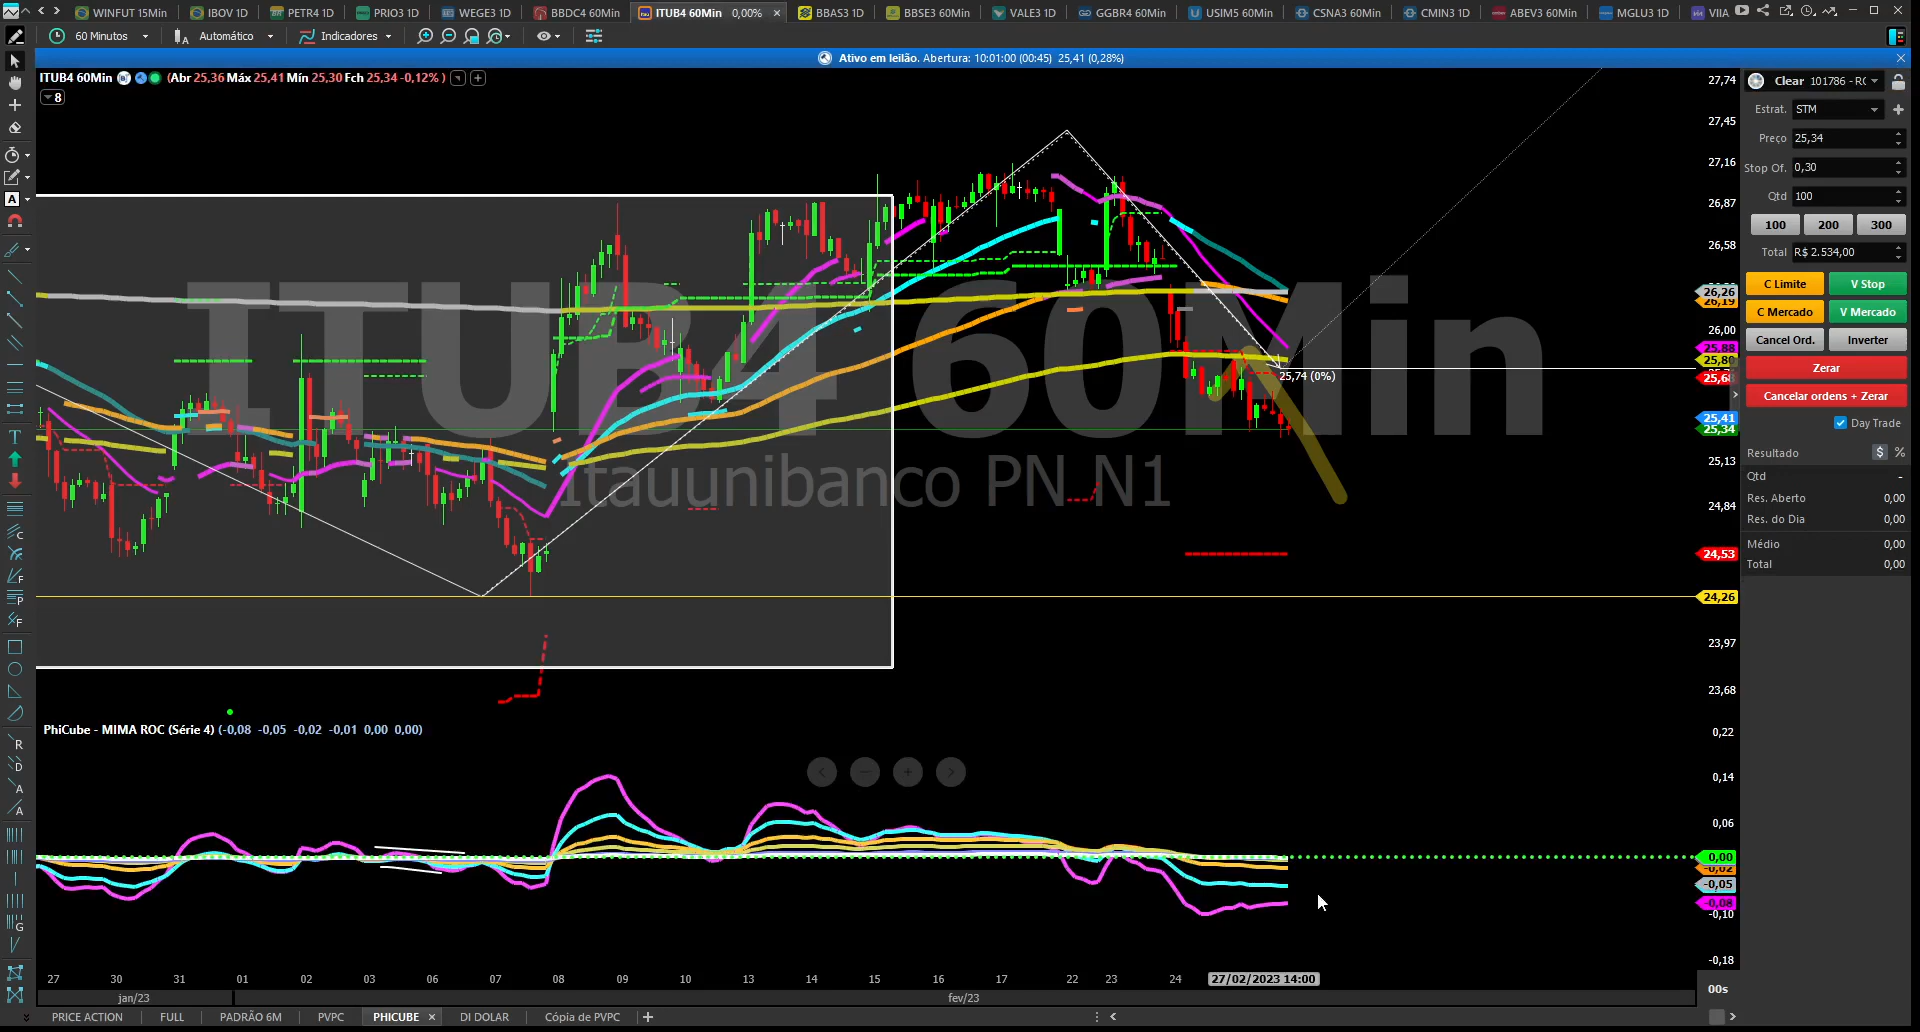 WINFUT 15Min IBOV 1D PETR4 1D PRIO3 1D WEGE3 1D BBDC4 60Min ITUB4 60Min 0,00% × BBAS3 1D BBSE3 60Min VALE3 1D GGBR4 60Min USIM5 60Min CSNA3 60Min CMIN3 1D ABEV3 60Min MGLU3 1D VIIA
60 Minutos Automático Indicadores
Ativo em leilão. Abertura: 10:01:00 (00:45) 25,41 (0,28%)
ITUB4 60Min (Abr 25,36 Máx 25,41 Mín 25,30 Fch 25,34 -0,12% )
8
ITUB4 60Min
Itauunibanco PN N1
25,74 (0%)
27,74
27,45
27,16
26,87
26,58
26,26
26,19
26,00
25,88
25,80
25,68
25,41
25,34
25,13
24,84
24,53
24,26
23,97
23,68
PhiCube - MIMA ROC (Série 4) (-0,08 -0,05 -0,02 -0,01 0,00 0,00)
0,22
0,14
0,06
0,00
-0,02
-0,05
-0,08
-0,10
-0,18
27 30 31 01 02 03 06 07 08 09 10 13 14 15 16 17 22 23 24 27/02/2023 14:00
00s
jan/23 fev/23
PRICE ACTION FULL PADRÃO 6M PVPC PHICUBE × DI DOLAR Cópia de PVPC +
Clear 101786 - RC
Estrat. STM
Preço 25,34
Stop Of. 0,30
Qtd 100
100 200 300
Total R$ 2.534,00
C Limite V Stop
C Mercado V Mercado
Cancel Ord. Inverter
Zerar
Cancelar ordens + Zerar
Day Trade
Resultado $ %
Qtd -
Res. Aberto 0,00
Res. do Dia 0,00
Médio 0,00
Total 0,00